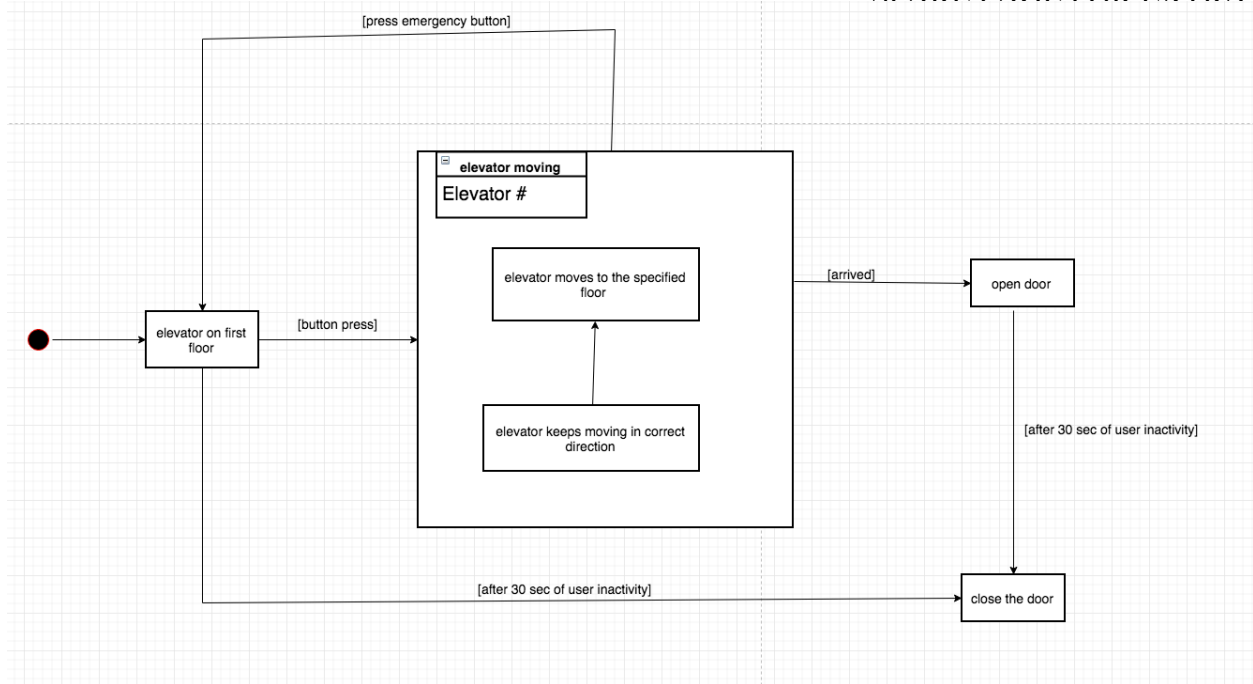 [press emergency button]
elevator moving
Elevator #
elevator moves to the specified
floor
[arrived]
open door
elevator on first
floor
[button press]
elevator keeps moving in correct
direction
[after 30 sec of user inactivity]
[after 30 sec of user inactivity]
close the door